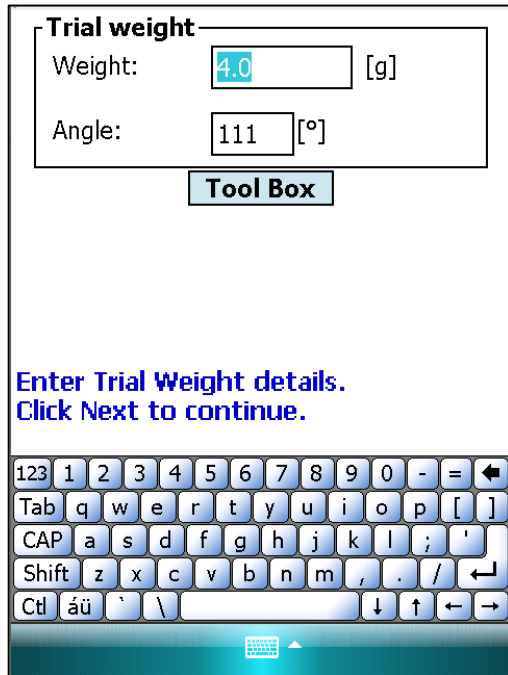 Trial weight
Weight: 4.0 [g]
Angle: 111 [°]
Tool Box
Enter Trial Weight details.
Click Next to continue.
123 1 2 3 4 5 6 7 8 9 0 - =
Tab q w e r t y u i o p [ ]
CAP a s d f g h j k l ; '
Shift z x c v b n m , . /
Ctl áü ` \ ↓ ↑ ← →